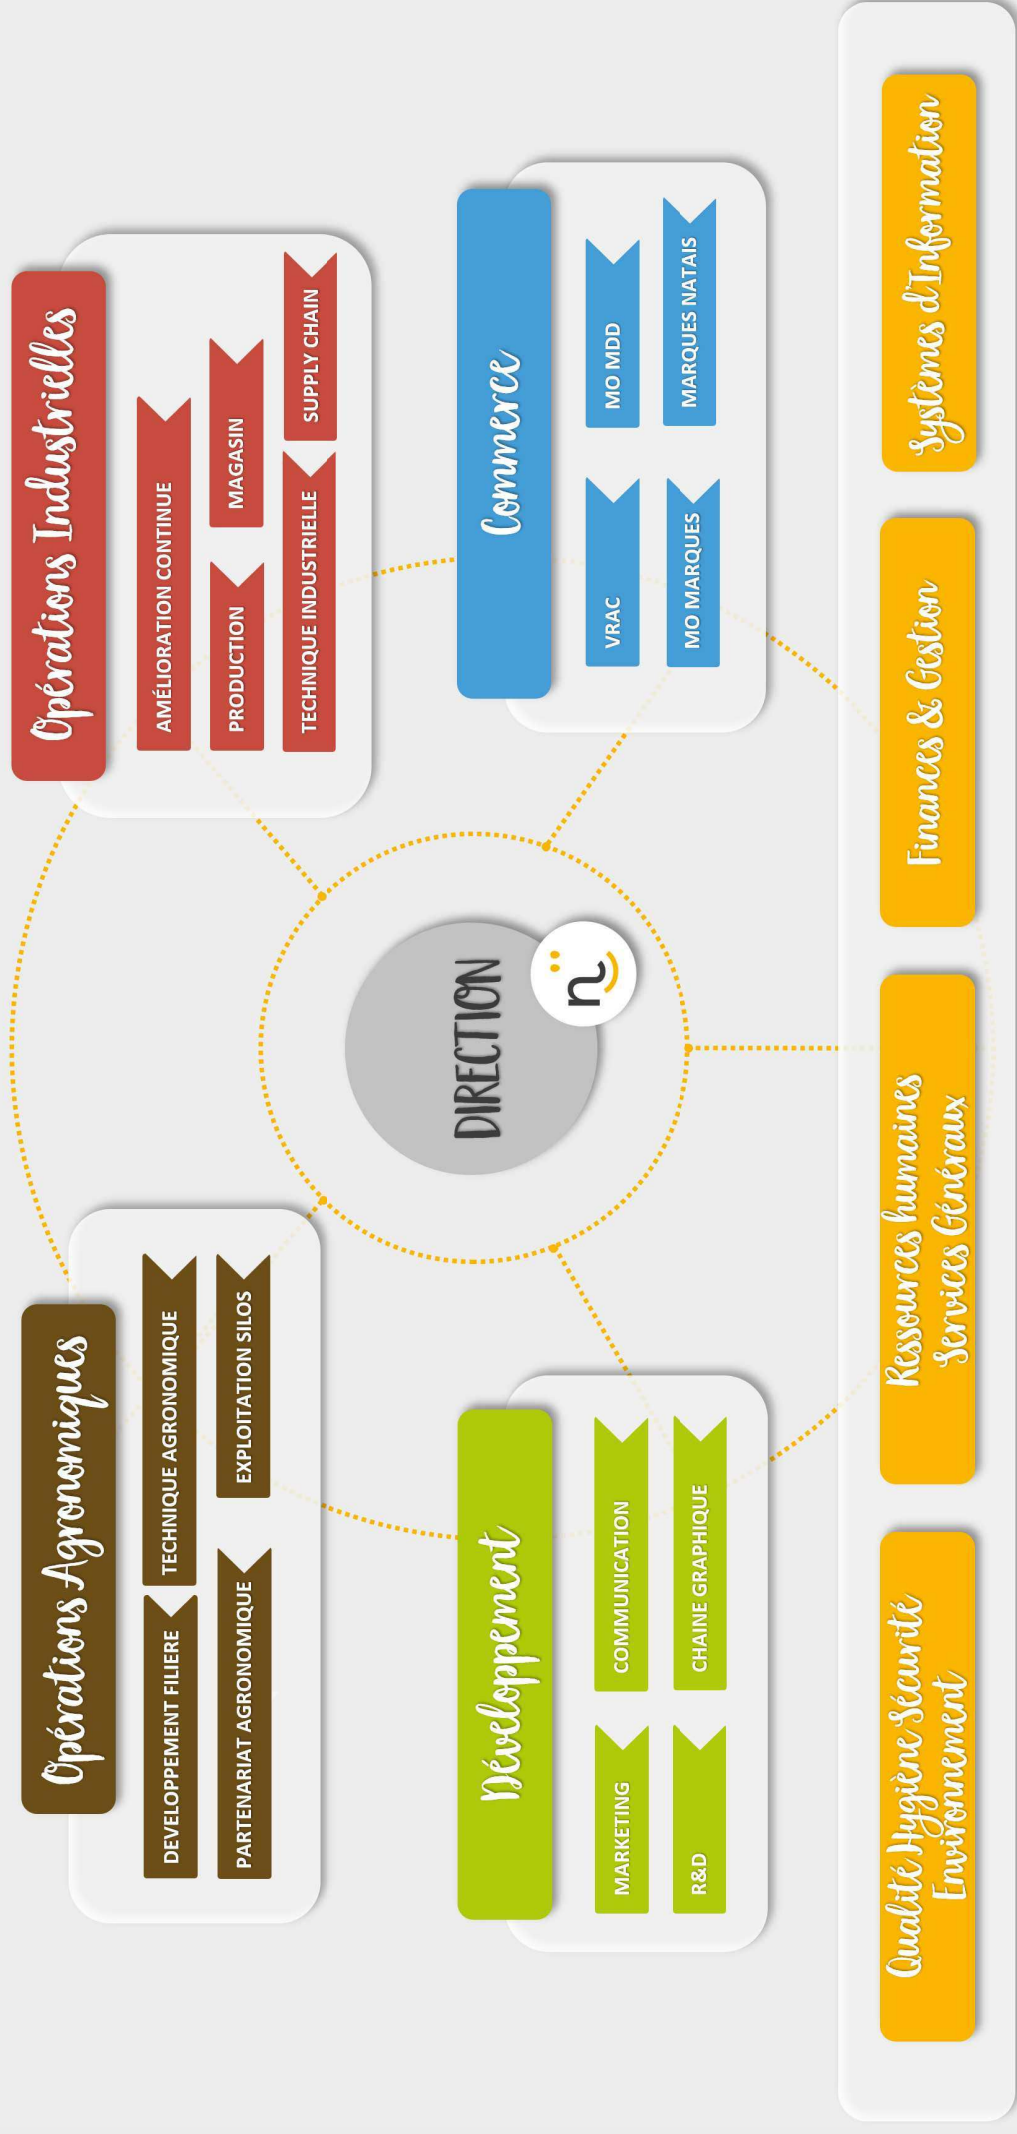 Opérations Agronomiques
DEVELOPPEMENT FILIERE
TECHNIQUE AGRONOMIQUE
PARTENARIAT AGRONOMIQUE
EXPLOITATION SILOS
Opérations Industrielles
AMÉLIORATION CONTINUE
PRODUCTION
MAGASIN
TECHNIQUE INDUSTRIELLE
SUPPLY CHAIN
DIRECTION
n
Développement
MARKETING
COMMUNICATION
R&D
CHAINE GRAPHIQUE
Commerce
VRAC
MO MDD
MO MARQUES
MARQUES NATAIS
Qualité Hygiène Sécurité
Environnement
Ressources humaines
Services Généraux
Finances & Gestion
Systèmes d'Information